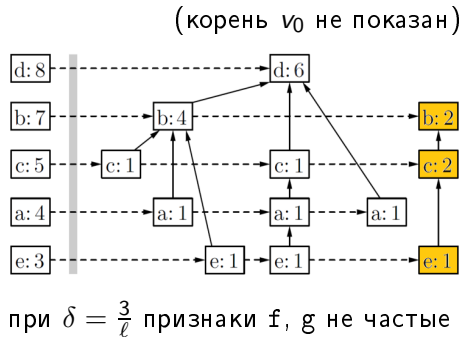 (корень v₀ не показан)
d: 8 d: 6
b: 7 b: 4 b: 2
c: 5 c: 1 c: 1 c: 2
a: 4 a: 1 a: 1 a: 1
e: 3 e: 1 e: 1 e: 1
при δ = 3/ℓ признаки f, g не частые